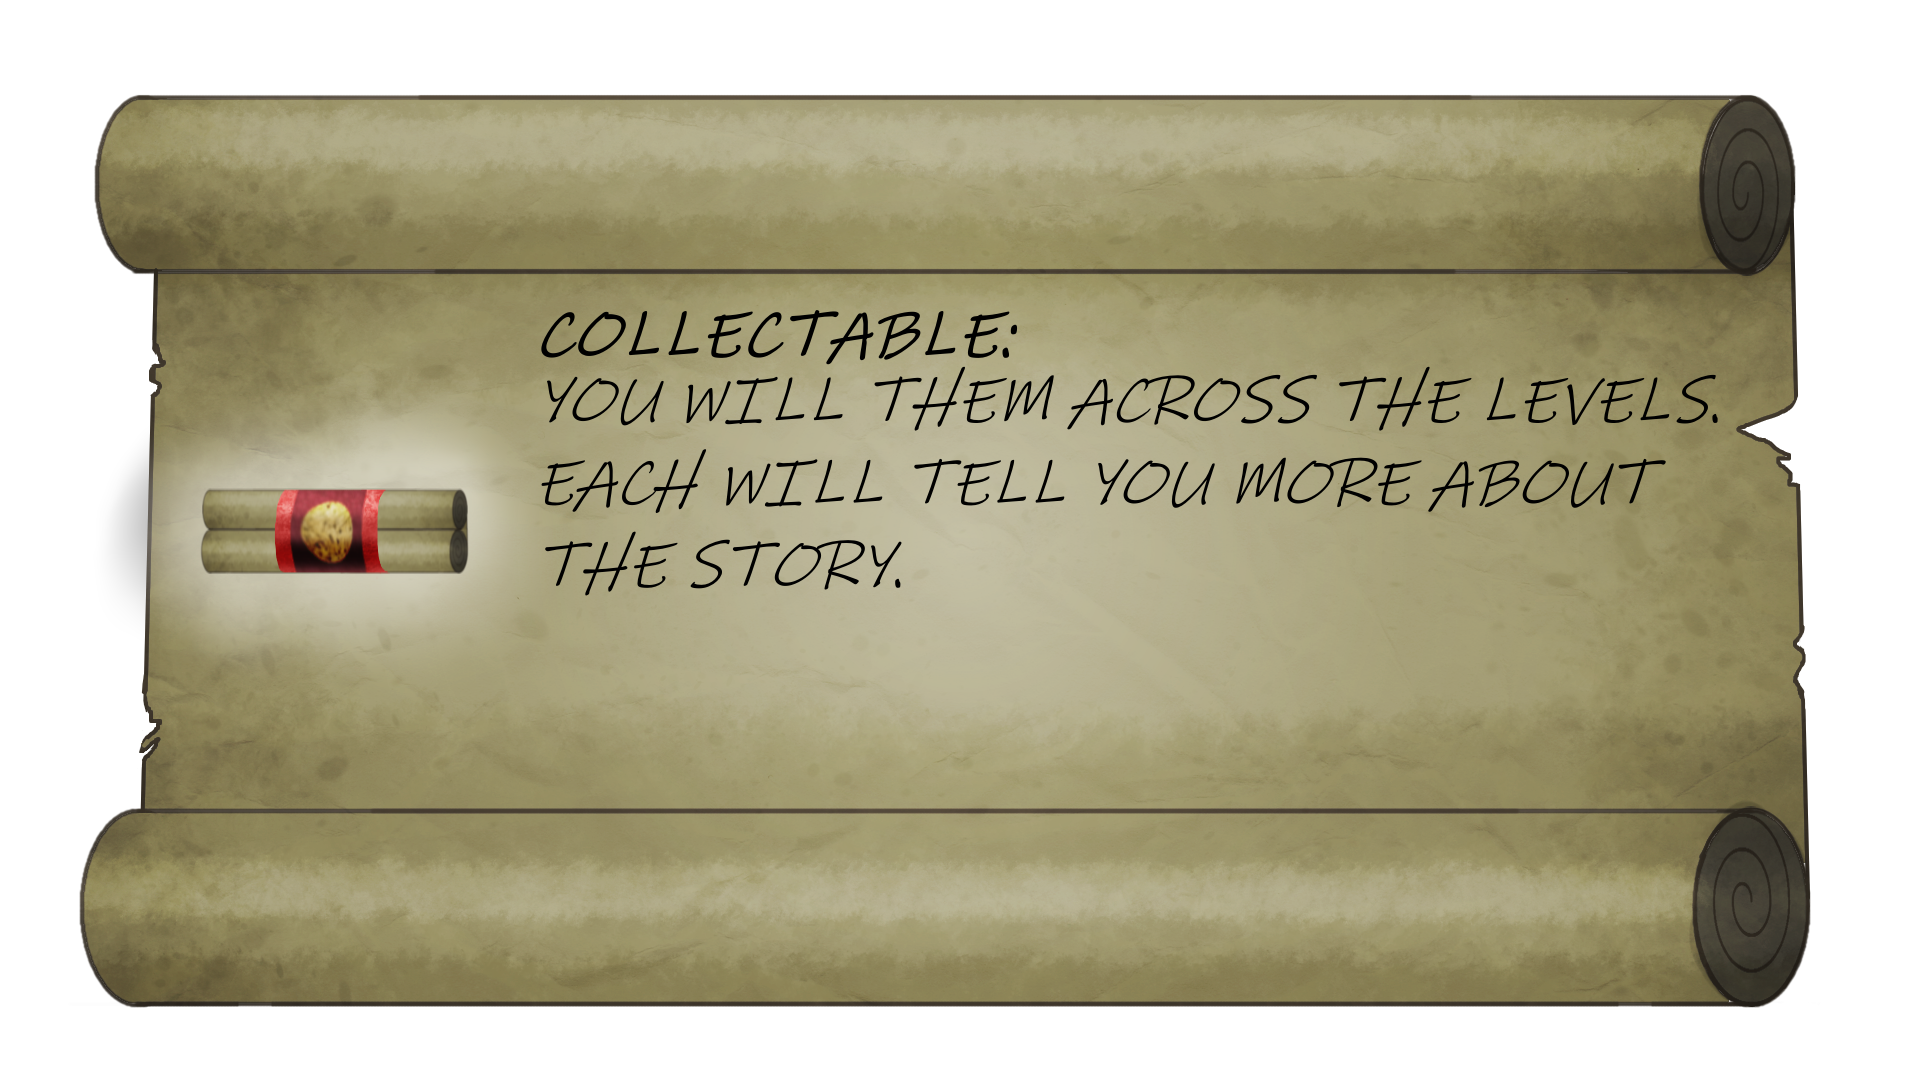 COLLECTABLE:
YOU WILL THEM ACROSS THE LEVELS.
EACH WILL TELL YOU MORE ABOUT
THE STORY.